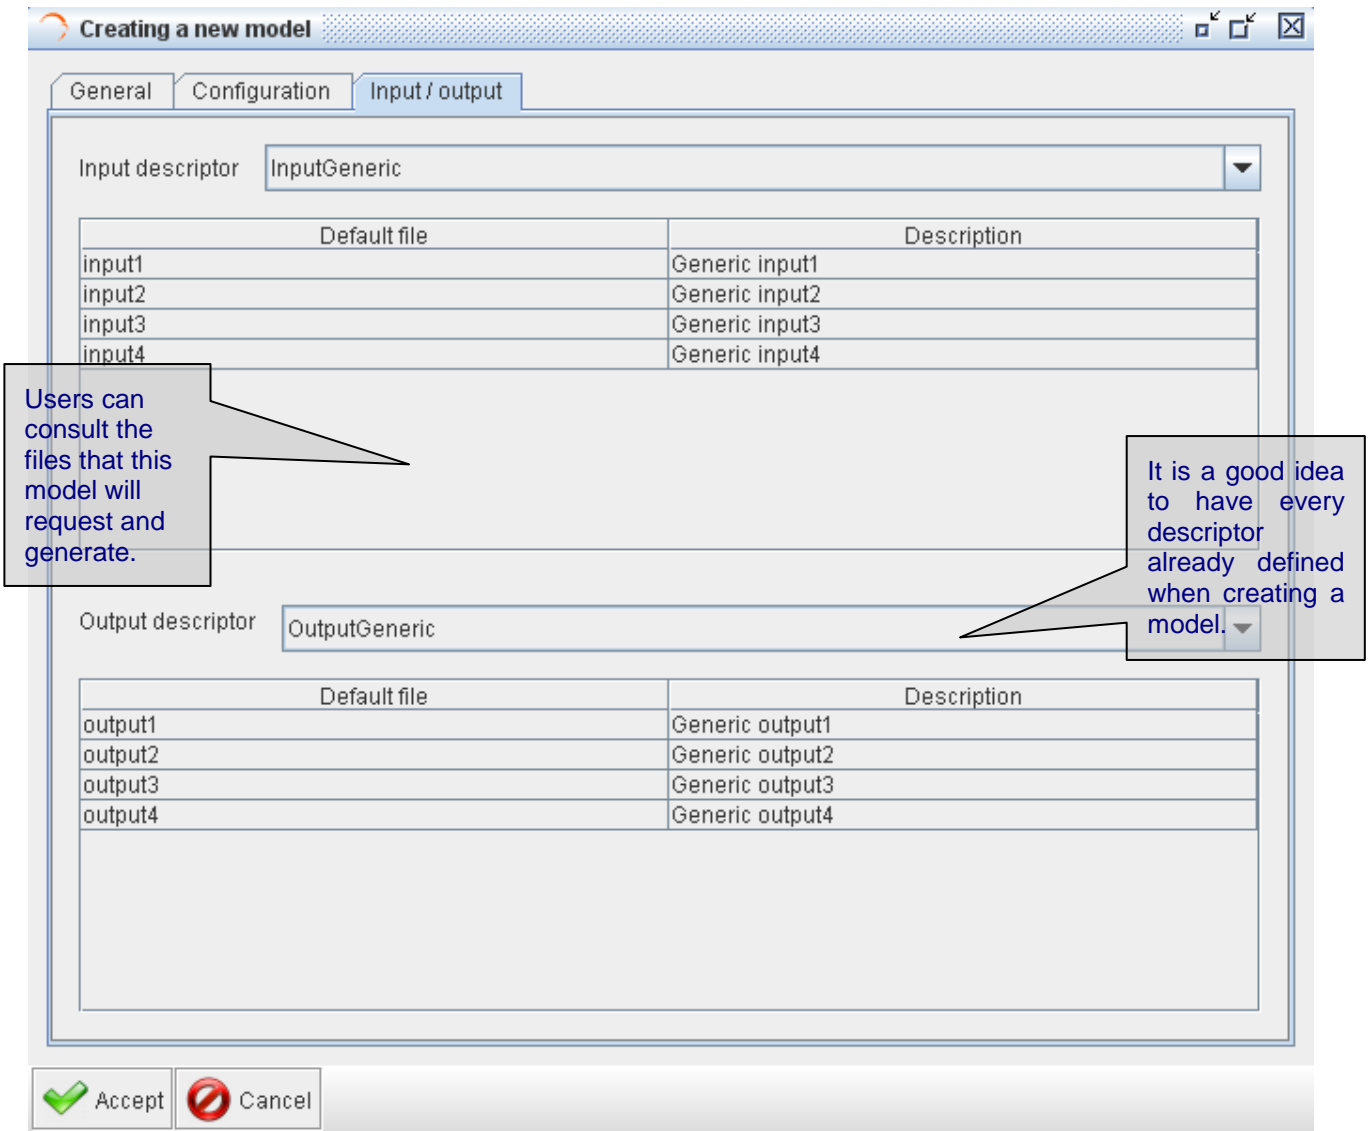 Creating a new model
General Configuration Input / output
Input descriptor InputGeneric
Default file Description
input1 Generic input1
input2 Generic input2
input3 Generic input3
input4 Generic input4
Users can
consult the
files that this
model will
request and
generate.
It is a good idea
to have every
descriptor
already defined
when creating a
model.
Output descriptor OutputGeneric
Default file Description
output1 Generic output1
output2 Generic output2
output3 Generic output3
output4 Generic output4
Accept Cancel